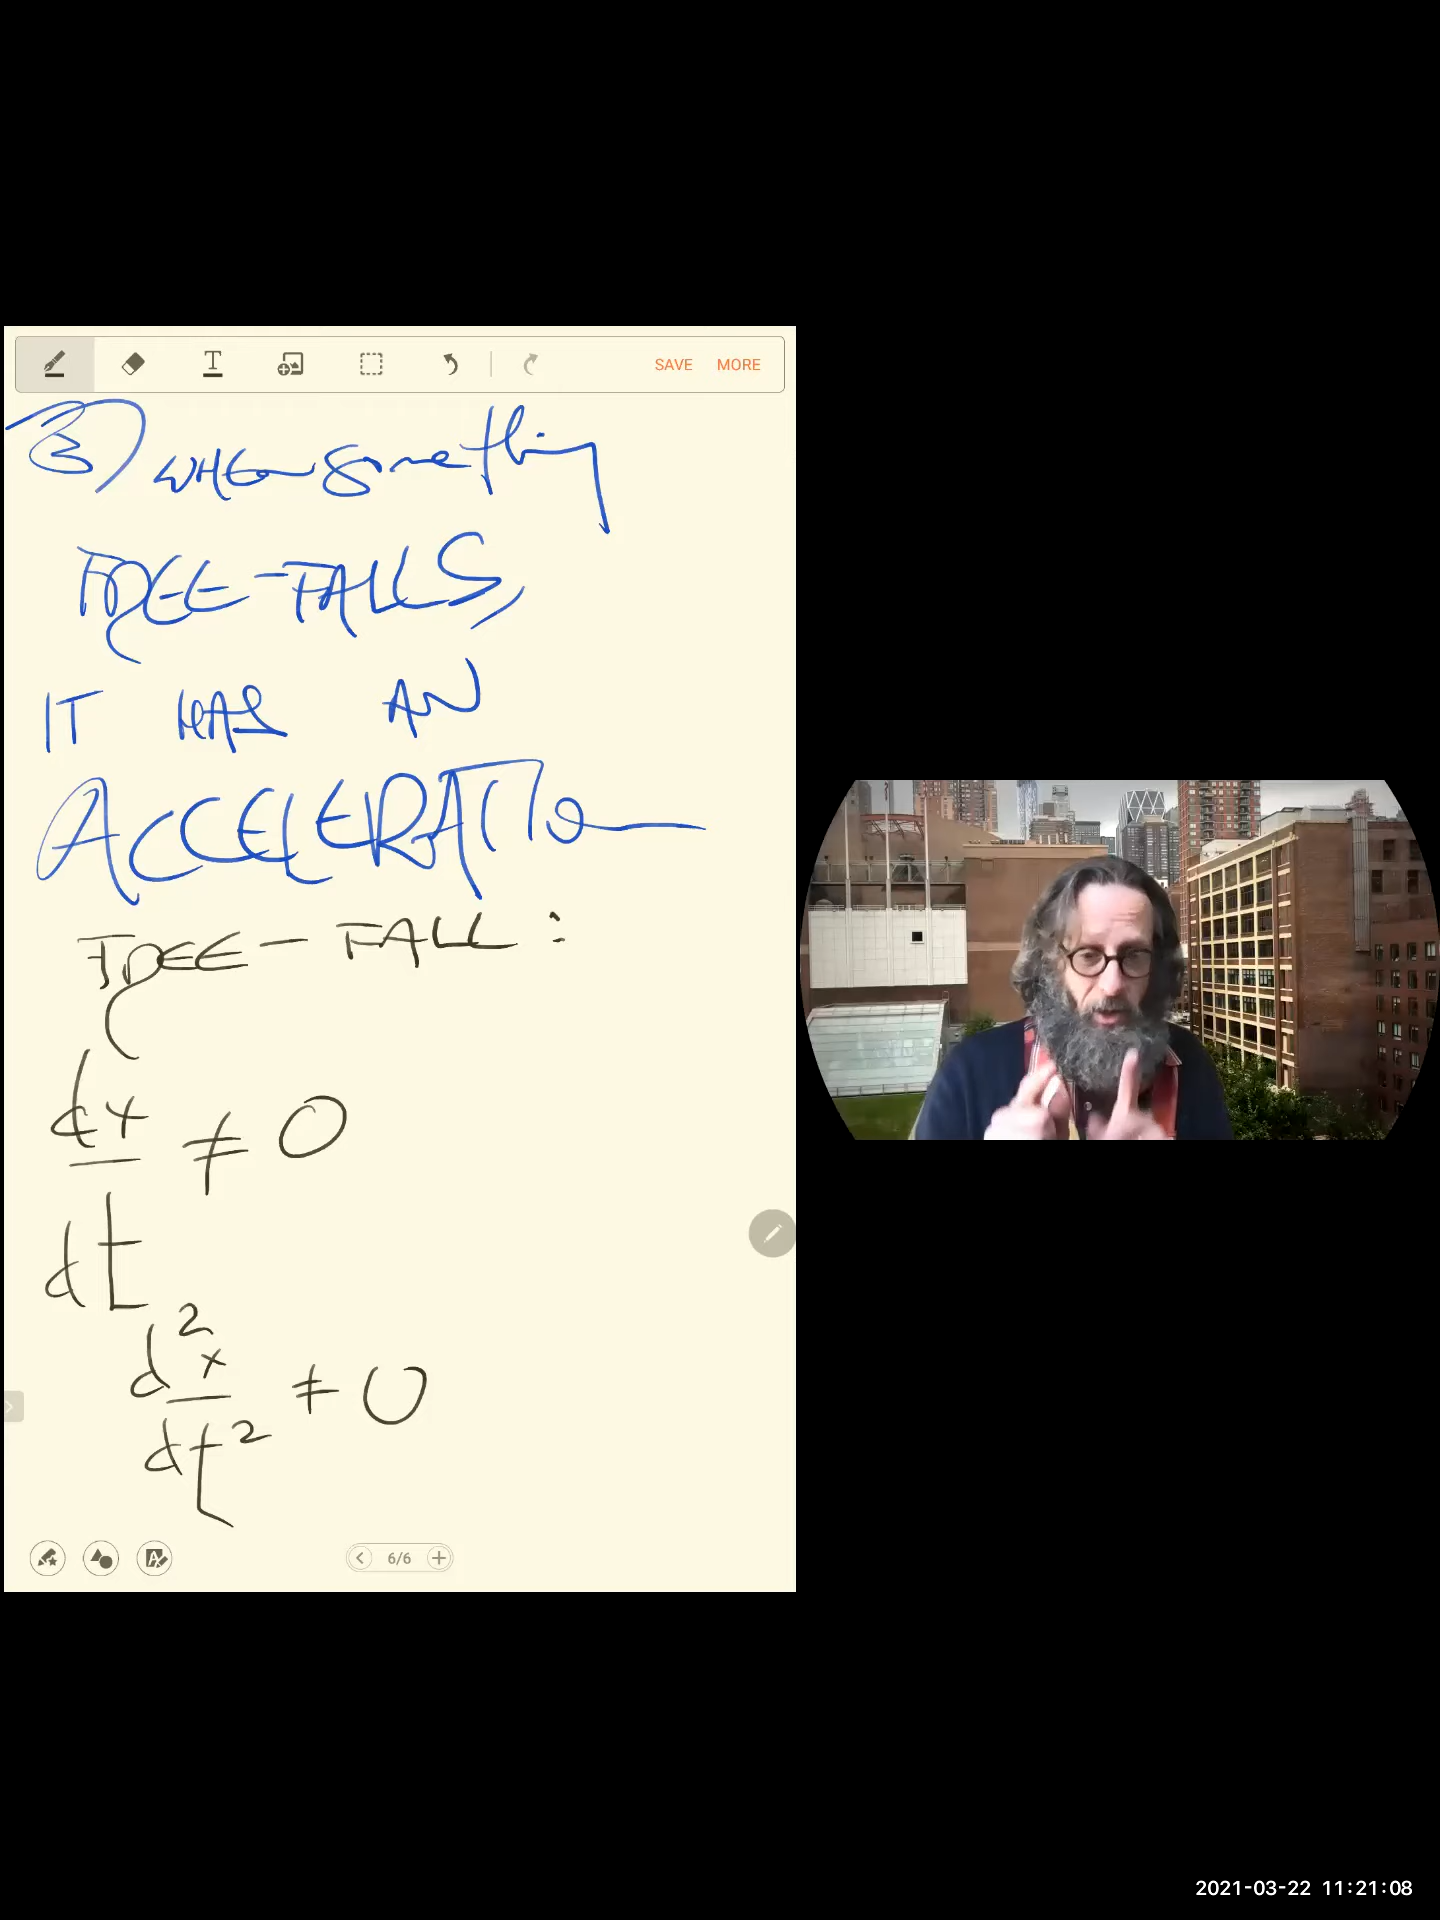 SAVE MORE
3) WHEN something
FREE-FALLS,
IT HAS AN
ACCELERATION
FREE-FALL:
dx/dt ≠ 0
d²x/dt² ≠ 0
6/6
2021-03-22 11:21:08